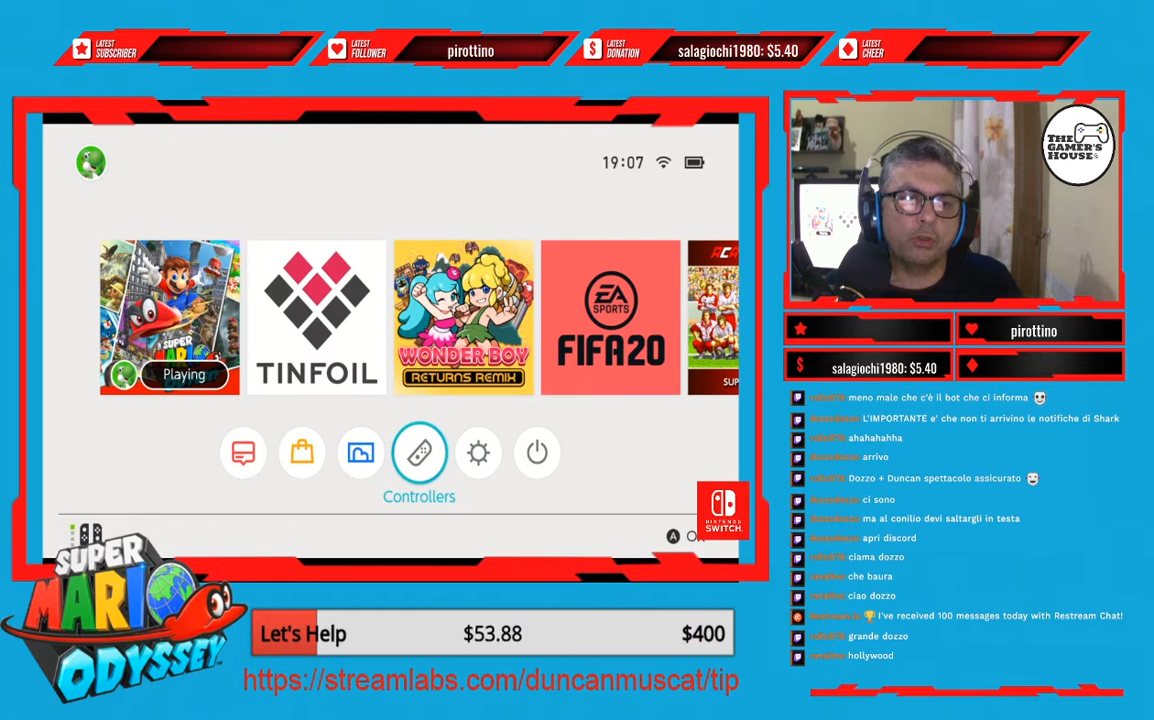 LATEST
SUBSCRIBER
LATEST
FOLLOWER
pirottino
LATEST
DONATION
salagiochi1980: $5.40
LATEST
CHEER
19:07
SUPER
Playing
TINFOIL
WONDER BOY
RETURNS REMIX
EA
SPORTS
FIFA20
SUP
Controllers
A
NINTENDO
SWITCH
THE
GAMER'S
HOUSE
pirottino
salagiochi1980: $5.40
meno male che c'è il bot che ci informa
L'IMPORTANTE e' che non ti arrivino le notifiche di Shark
ahahahahha
arrivo
Dozzo + Duncan spettacolo assicurato
ci sono
ma al conilio devi saltargli in testa
apri discord
ciama dozzo
che baura
ciao dozzo
I've received 100 messages today with Restream Chat!
grande dozzo
hollywood
SUPER
MARIO
ODYSSEY
Let's Help
$53.88
$400
https://streamlabs.com/duncanmuscat/tip